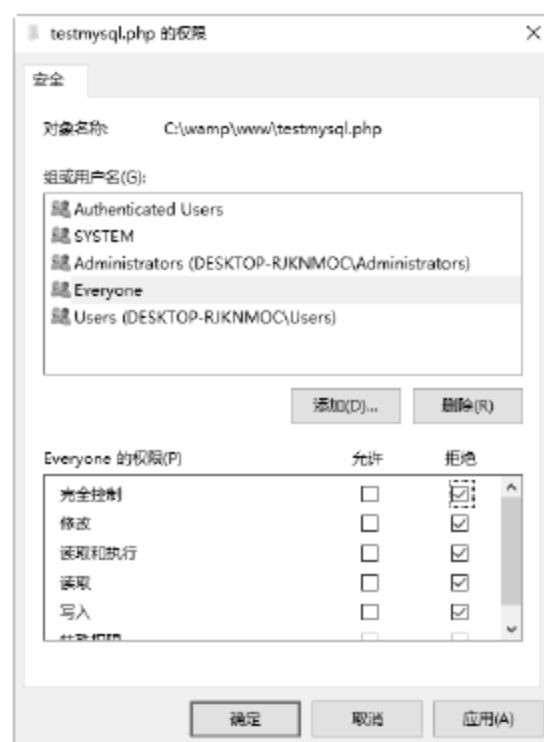 testmysql.php 的权限
安全
对象名称: C:\wamp\www\testmysql.php
组或用户名(G):
Authenticated Users
SYSTEM
Administrators (DESKTOP-RJKNMOC\Administrators)
Everyone
Users (DESKTOP-RJKNMOC\Users)
添加(D)... 删除(R)
Everyone 的权限(P) 允许 拒绝
完全控制
修改
读取和执行
读取
写入
确定 取消 应用(A)